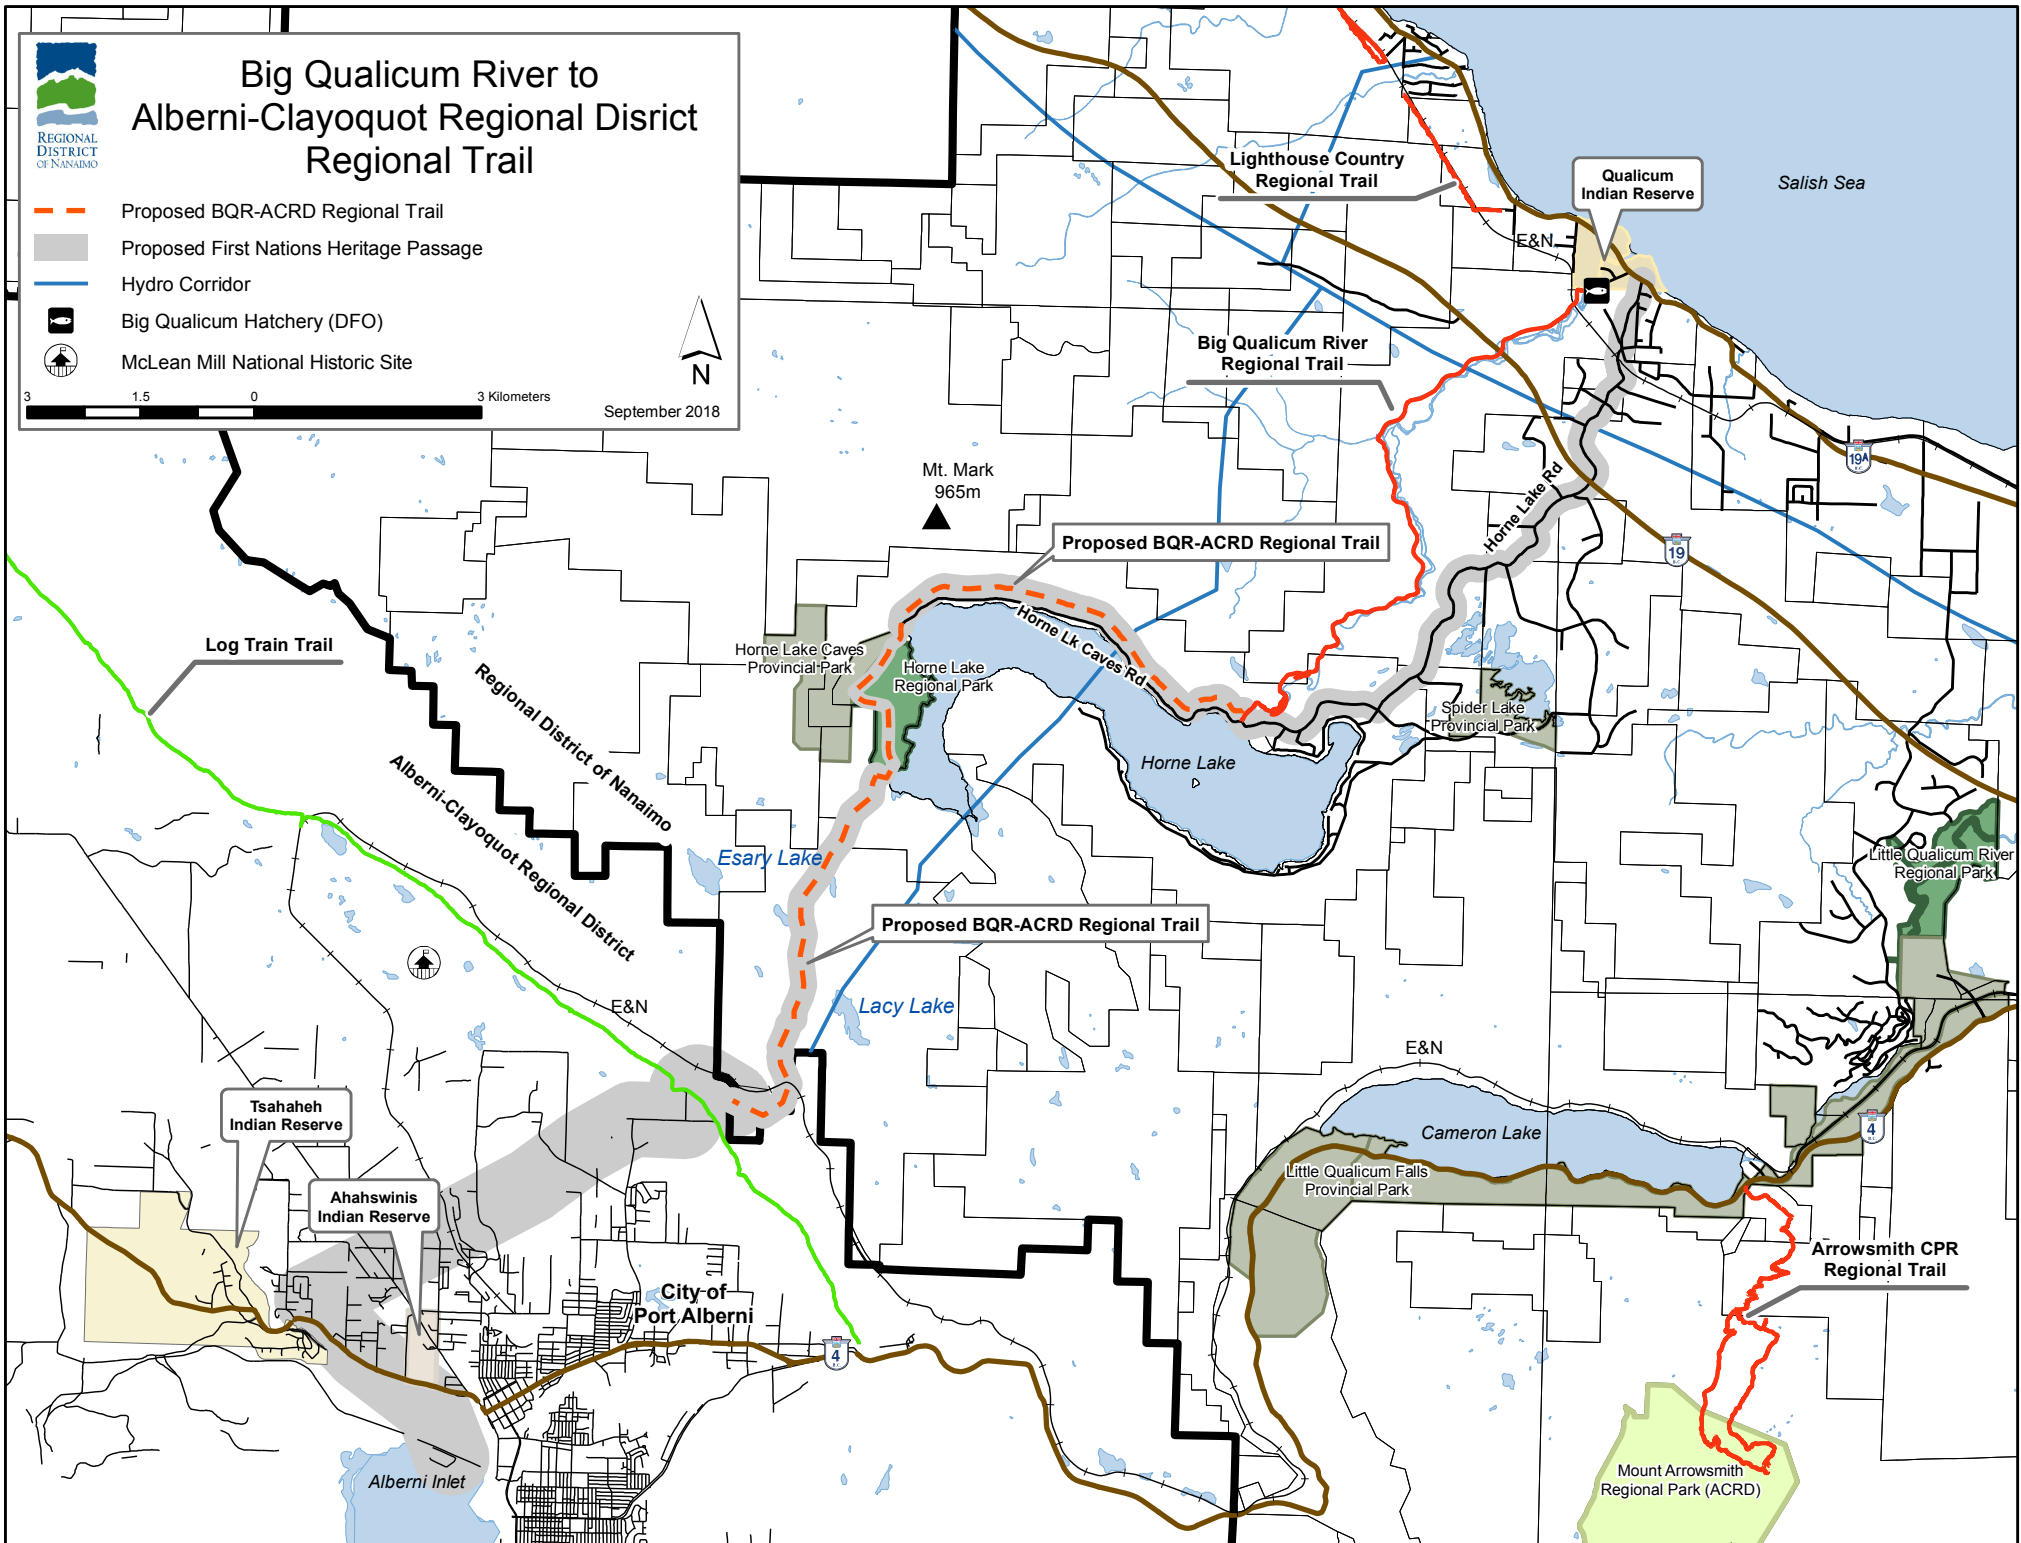 REGIONAL
DISTRICT
OF NANAIMO
Big Qualicum River to
Alberni-Clayoquot Regional Disrict
Regional Trail
Proposed BQR-ACRD Regional Trail
Proposed First Nations Heritage Passage
Hydro Corridor
Big Qualicum Hatchery (DFO)
McLean Mill National Historic Site
N
3 1.5 0 3 Kilometers
September 2018
Lighthouse Country
Regional Trail
Qualicum
Indian Reserve
Salish Sea
E&N
Big Qualicum River
Regional Trail
19A
B.C.
Mt. Mark
965m
Horne Lake Rd
Proposed BQR-ACRD Regional Trail
19
B.C.
Horne Lk Caves Rd
Log Train Trail
Horne Lake Caves
Provincial Park
Horne Lake
Regional Park
Regional District of Nanaimo
Alberni-Clayoquot Regional District
Spider Lake
Provincial Park
Horne Lake
Esary Lake
Little Qualicum River
Regional Park
Proposed BQR-ACRD Regional Trail
E&N
Lacy Lake
E&N
Tsahaheh
Indian Reserve
Cameron Lake
4
B.C.
Little Qualicum Falls
Provincial Park
Ahahswinis
Indian Reserve
Arrowsmith CPR
Regional Trail
City of
Port Alberni
4
B.C.
Alberni Inlet
Mount Arrowsmith
Regional Park (ACRD)